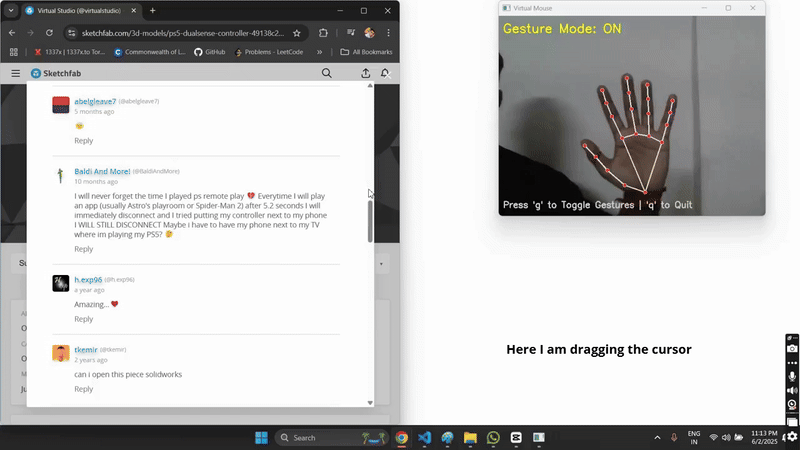 Virtual Studio (@virtualstudio)
sketchfab.com/3d-models/ps5-dualsense-controller-49138c2...
1337x | 1337x.to Tor...
Commonwealth of L...
GitHub
Problems - LeetCode
»
All Bookmarks
Sketchfab
abelgleave7 (@abelgleave7)
5 months ago
🤕
Reply
Baldi And More! (@BaldiAndMore)
10 months ago
I will never forget the time I played ps remote play 💔 Everytime I will play
an app (usually Astro's playroom or Spider-Man 2) after 5.2 seconds I will
immediately disconnect and I tried putting my controller next to my phone
I WILL STILL DISCONNECT Maybe i have to have my phone next to my TV
where im playing my PS5? 🤔
Reply
h.exp96 (@h.exp96)
a year ago
Amazing... ❤️
Reply
tkemir (@tkemir)
2 years ago
can i open this piece solidworks
Reply
Virtual Mouse
Gesture Mode: ON
Press 'g' to Toggle Gestures | 'q' to Quit
Here I am dragging the cursor
Search
ENG
IN
11:13 PM
6/2/2025